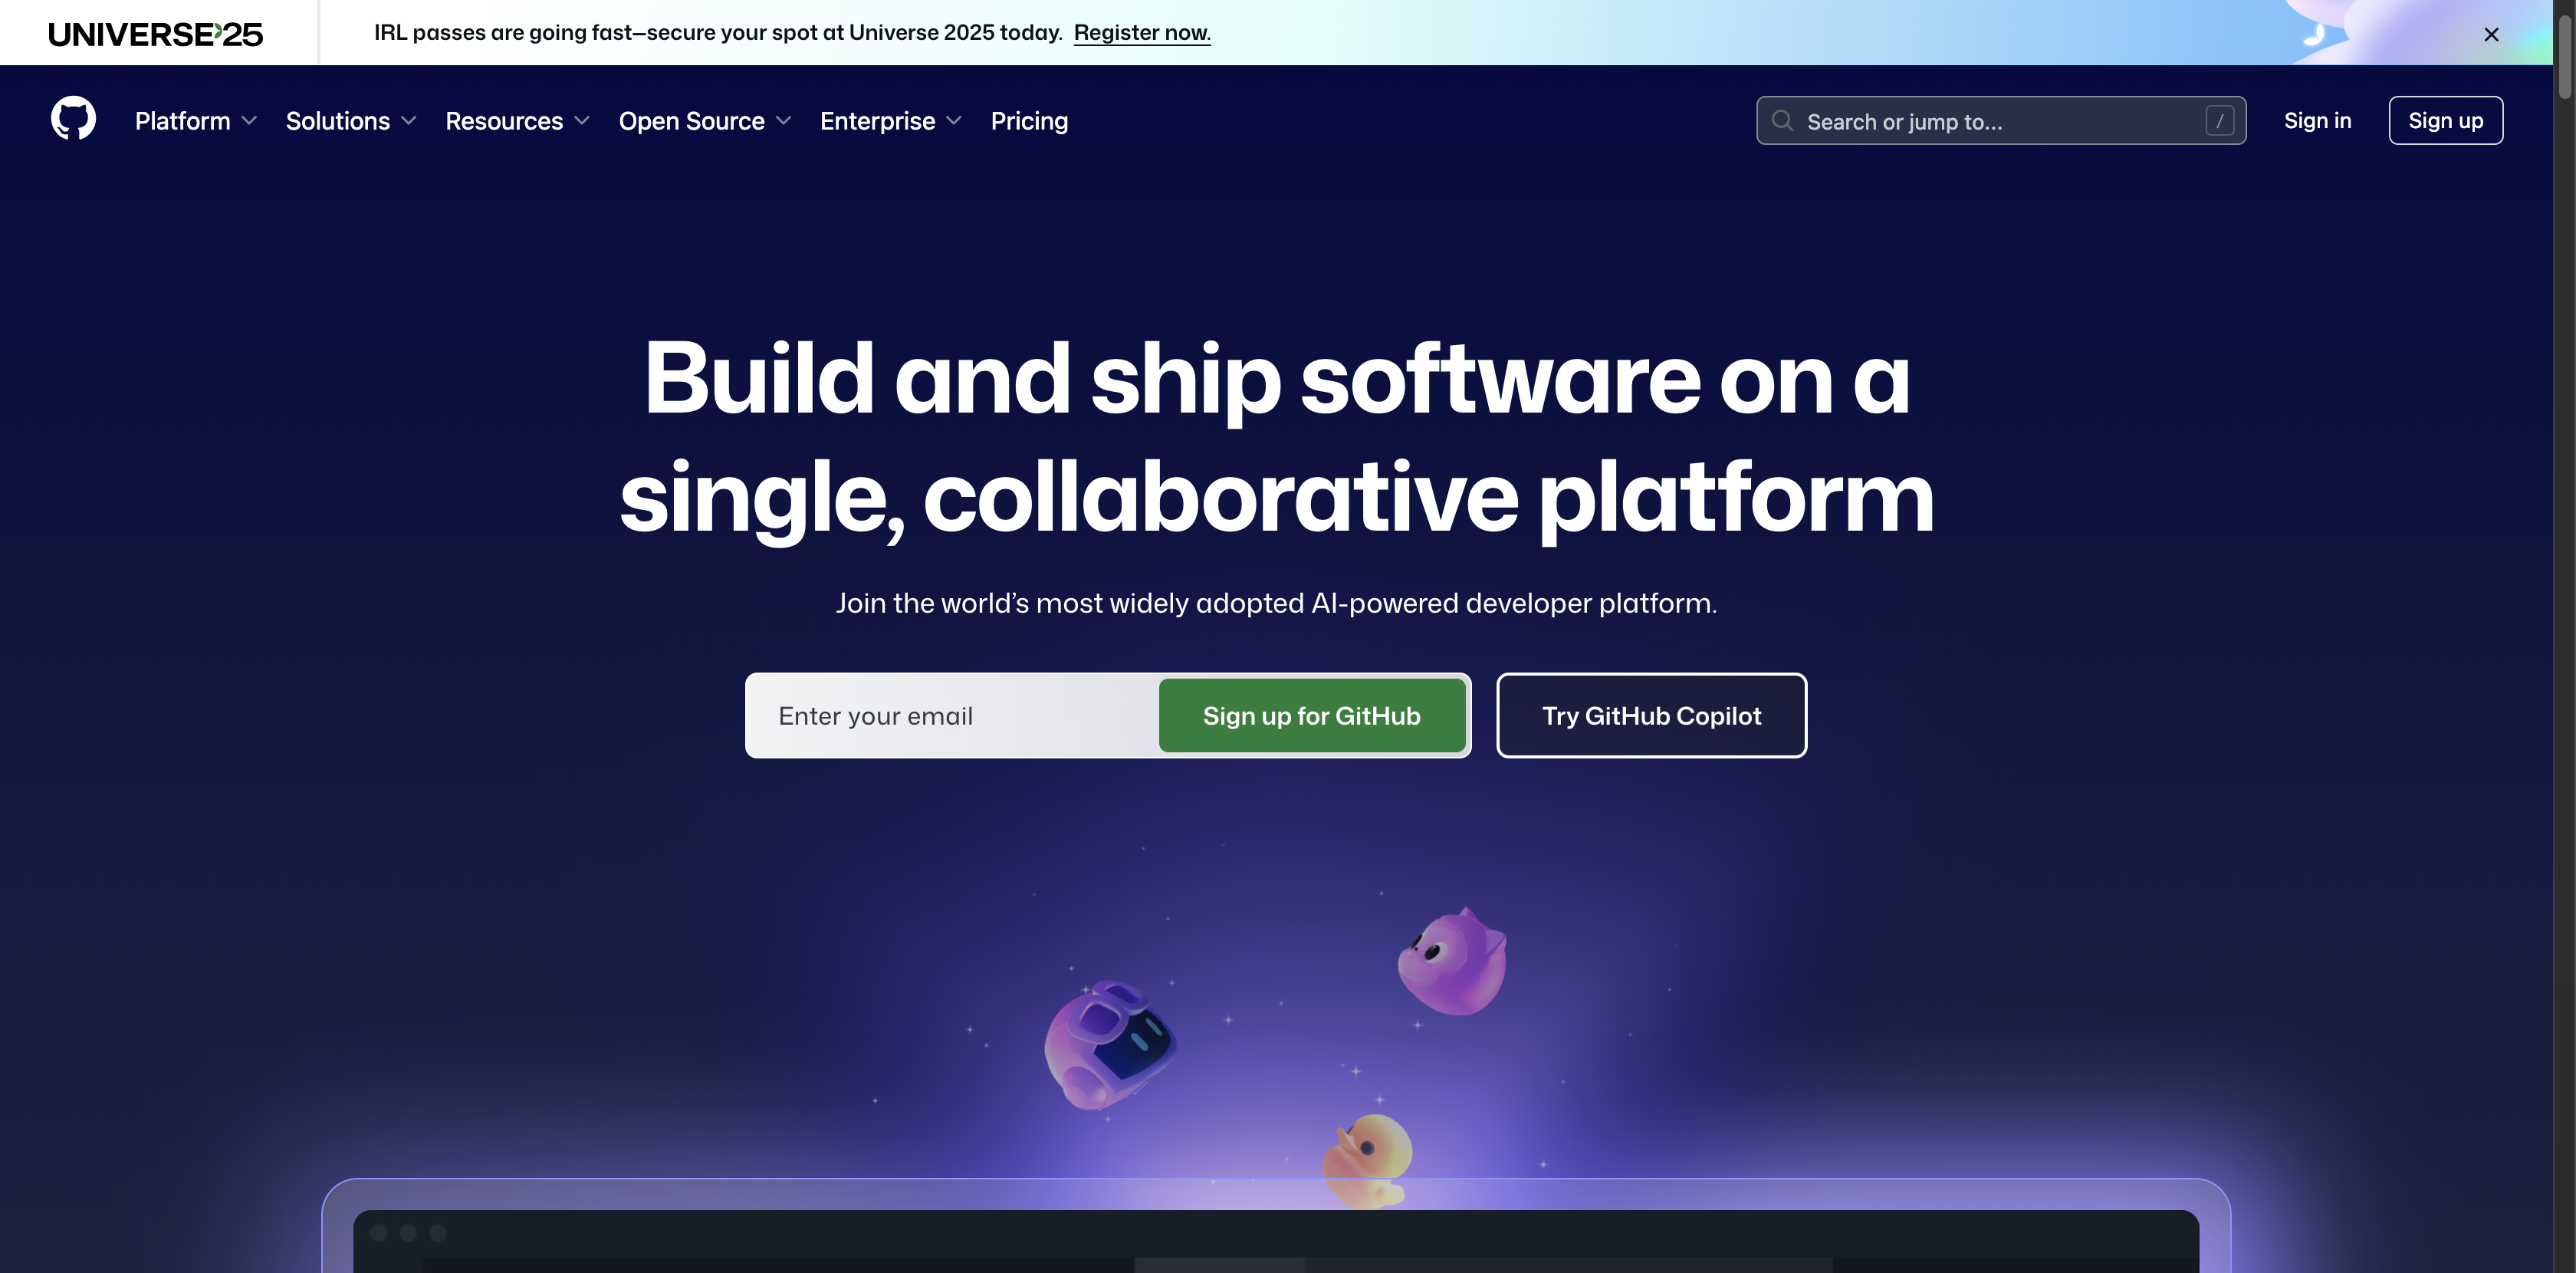 UNIVERSE'25
IRL passes are going fast—secure your spot at Universe 2025 today. Register now.
Platform
Solutions
Resources
Open Source
Enterprise
Pricing
Search or jump to...
/
Sign in
Sign up
Build and ship software on a
single, collaborative platform
Join the world’s most widely adopted AI-powered developer platform.
Enter your email
Sign up for GitHub
Try GitHub Copilot